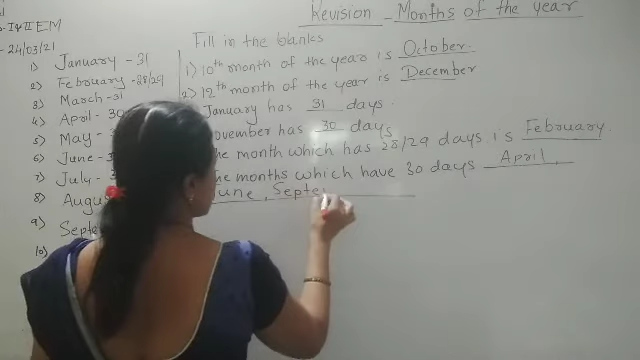 Revision - Months of the year
I & II EM
- 24/03/21
1) January - 31
2) February - 28/29
3) March - 31
4) April - 30
5) May -
6) June -
7) July -
8) Augu
9) Septe
10)
Fill in the blanks
1) 10th month of the year is October.
2) 12th month of the year is December
January has 31 days.
November has 30 days
The month which has 28/29 days is February.
The months which have 30 days April,
June, Septe